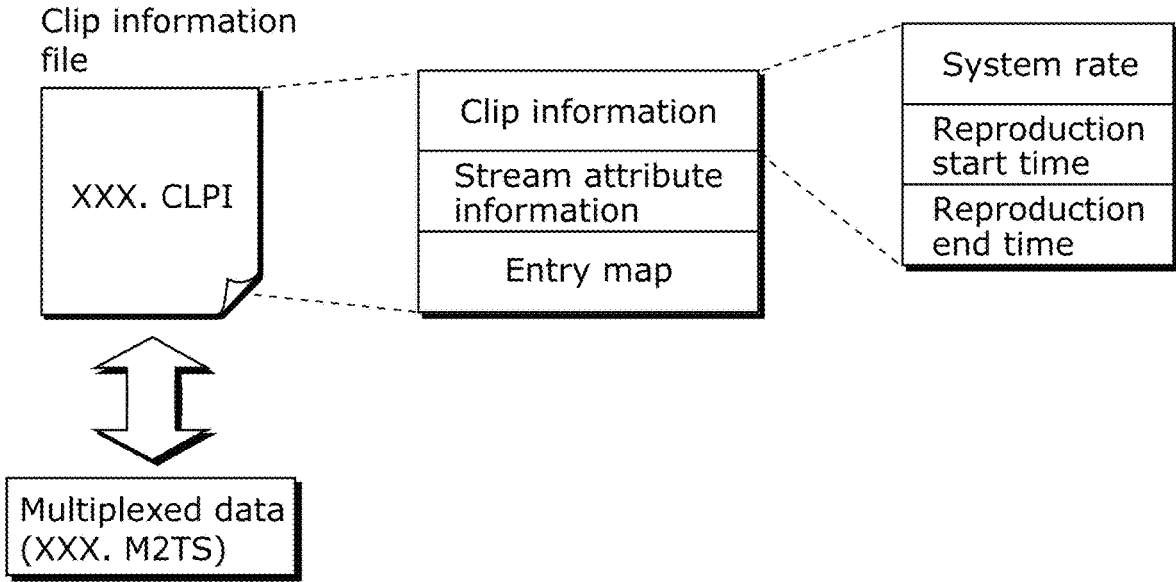 Clip information
file
XXX. CLPI
Multiplexed data
(XXX. M2TS)
Clip information
Stream attribute
information
Entry map
System rate
Reproduction
start time
Reproduction
end time